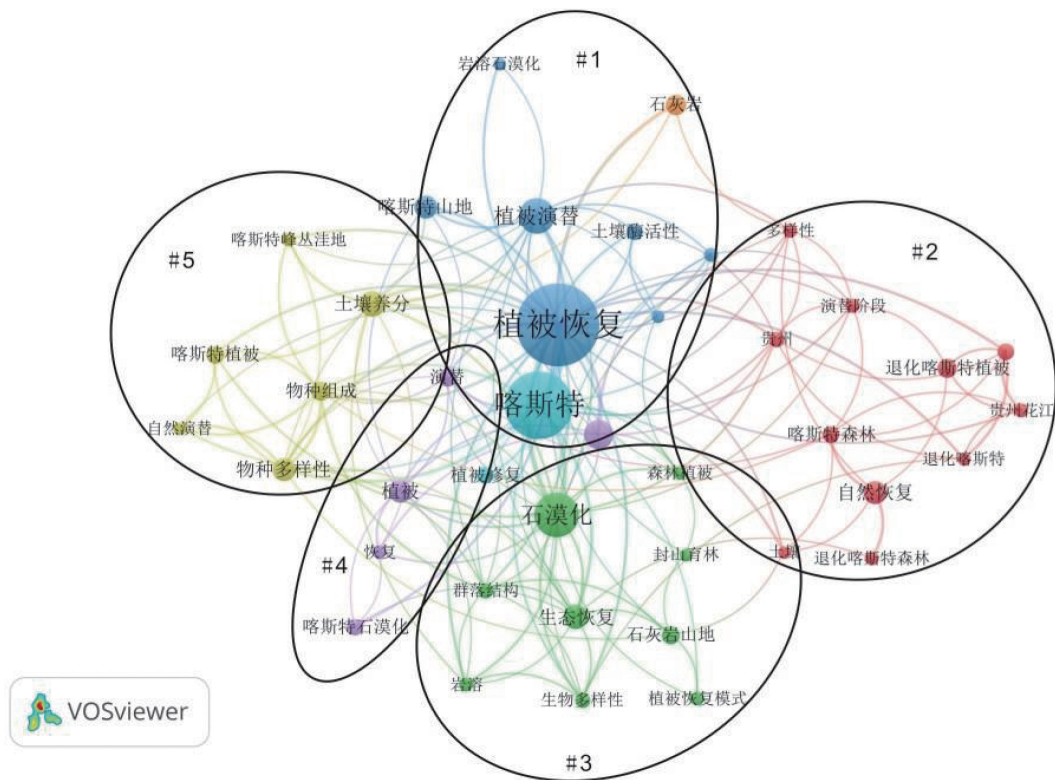 岩溶石漠化
#1
石灰岩
喀斯特山地
植被演替
土壤酶活性
多样性
#2
喀斯特峰丛洼地
#5
土壤养分
演替阶段
植被恢复
贵州
喀斯特植被
退化喀斯特植被
演替
物种组成
喀斯特
贵州花江
自然演替
喀斯特森林
退化喀斯特
物种多样性
植被修复
森林植被
植被
自然恢复
石漠化
恢复
封山育林
土壤
退化喀斯特森林
#4
群落结构
生态恢复
喀斯特石漠化
石灰岩山地
岩溶
生物多样性
植被恢复模式
VOSviewer
#3